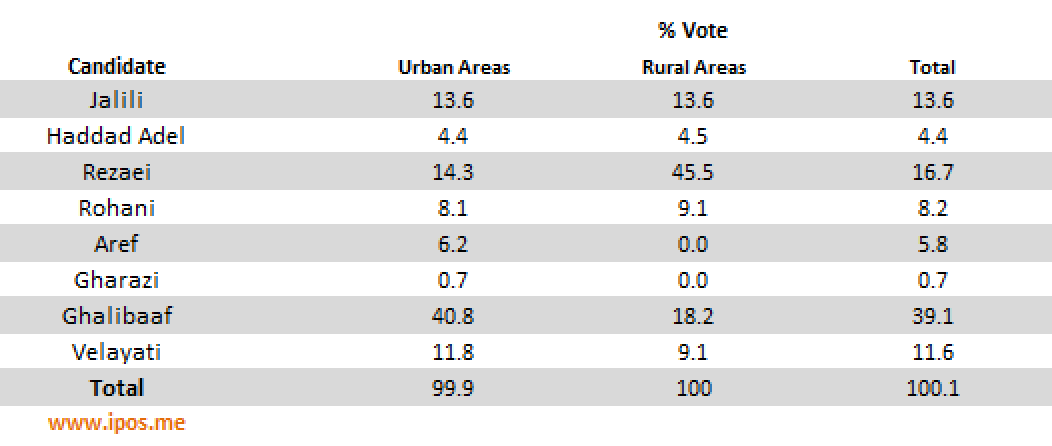 % Vote
Candidate Urban Areas Rural Areas Total
Jalili 13.6 13.6 13.6
Haddad Adel 4.4 4.5 4.4
Rezaei 14.3 45.5 16.7
Rohani 8.1 9.1 8.2
Aref 6.2 0.0 5.8
Gharazi 0.7 0.0 0.7
Ghalibaaf 40.8 18.2 39.1
Velayati 11.8 9.1 11.6
Total 99.9 100 100.1
www.ipos.me